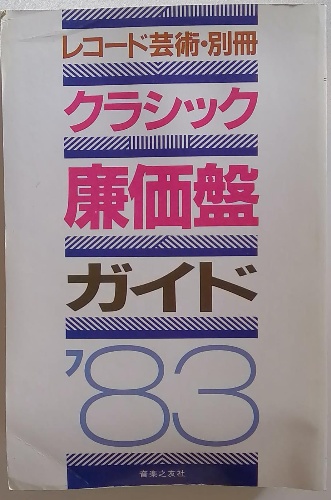 レコード芸術・別冊
クラシック
廉価盤
ガイド
'83
音楽之友社